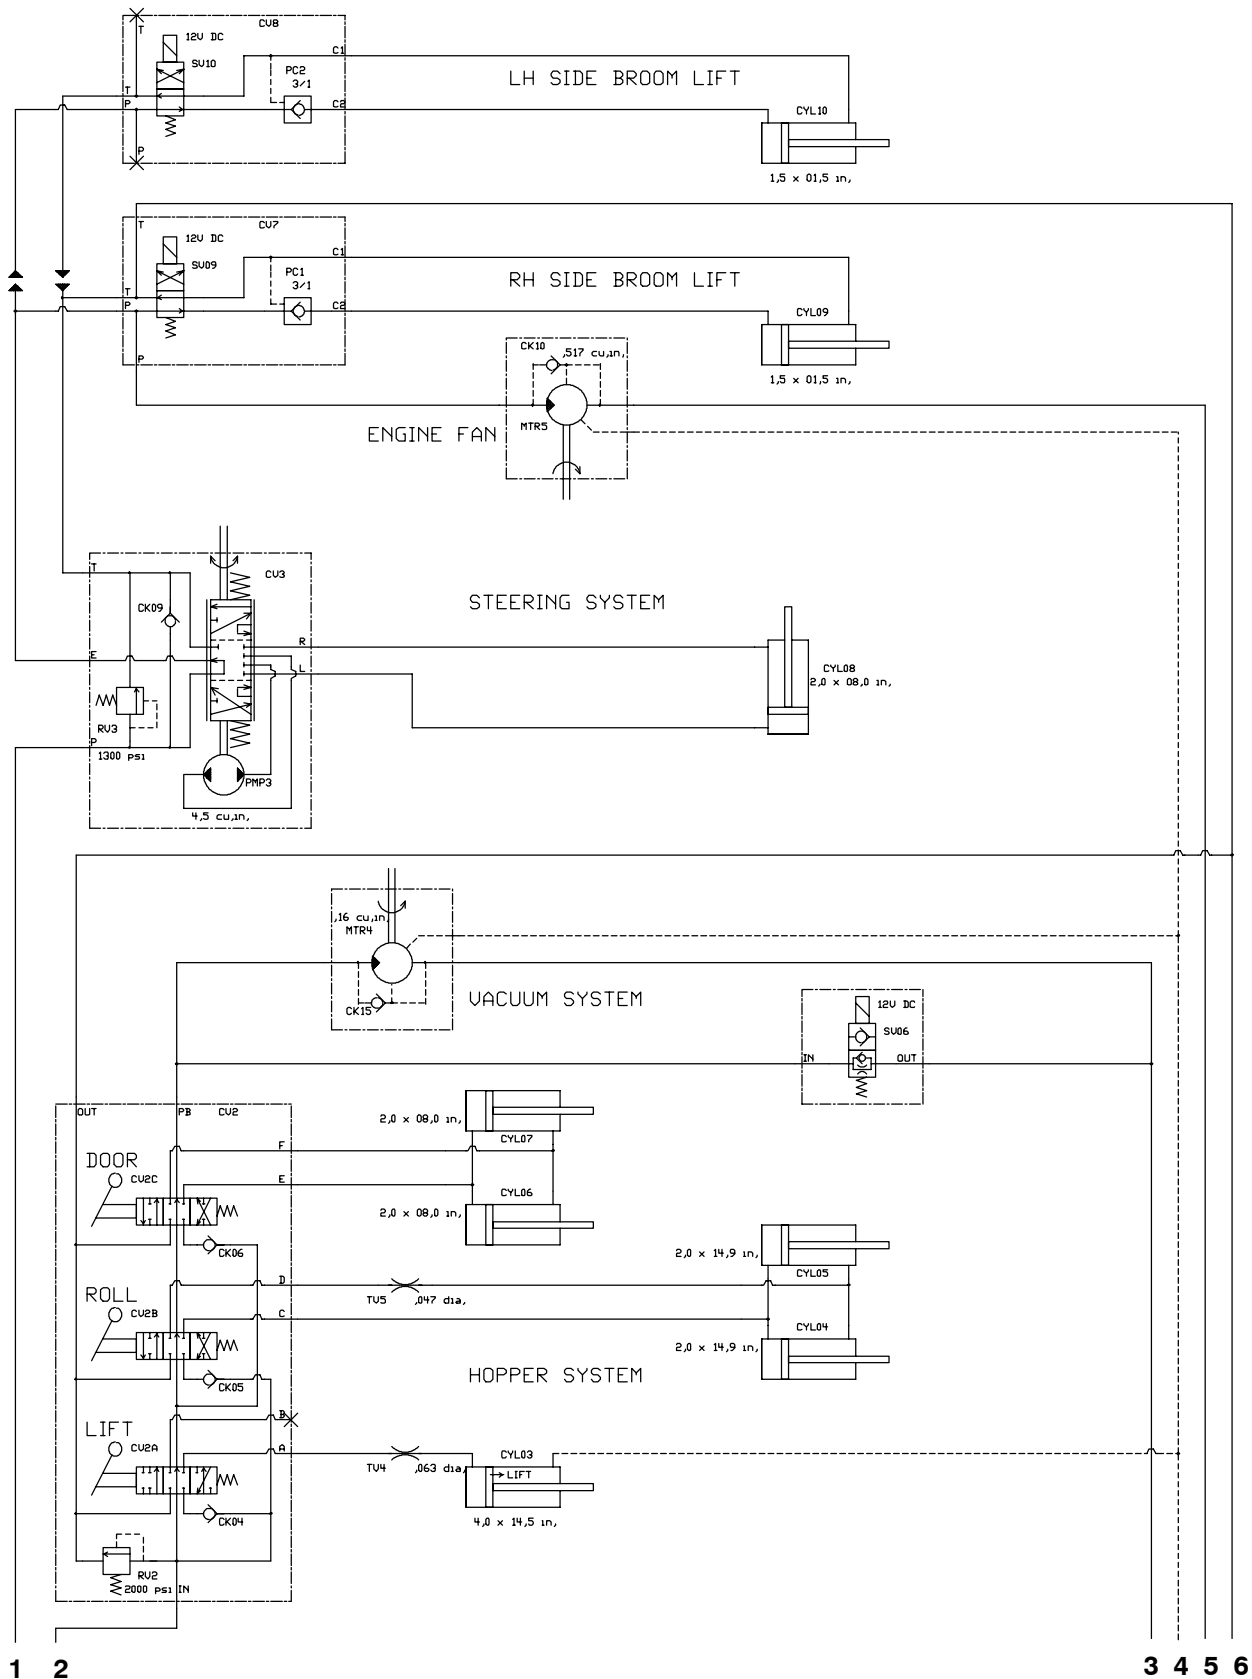 T
CV8
12V DC
SV10
C1
PC2
3/1
LH SIDE BROOM LIFT
T
P
C2
CYL10
P
1,5 x 01,5 in,
T
CV7
12V DC
SV09
C1
PC1
3/1
RH SIDE BROOM LIFT
T
P
C2
CYL09
P
CK10
,517 cu,in,
1,5 x 01,5 in,
MTR5
ENGINE FAN
T
CV3
CK09
STEERING SYSTEM
R
E
L
CYL08
2,0 x 08,0 in,
RV3
P
1300 psi
PMP3
4,5 cu,in,
,16 cu,in,
MTR4
CK15
VACUUM SYSTEM
12V DC
SV06
IN
OUT
OUT
PB
CV2
2,0 x 08,0 in,
CYL07
F
DOOR
CV2C
E
CYL06
2,0 x 08,0 in,
CK06
2,0 x 14,9 in,
D
CYL05
ROLL
TV5
,047 dia,
CV2B
C
CYL04
2,0 x 14,9 in,
HOPPER SYSTEM
CK05
B
LIFT
CV2A
A
CYL03
TV4
,063 dia,
LIFT
CK04
4,0 x 14,5 in,
RV2
2000 psi
IN
1 2 3 4 5 6